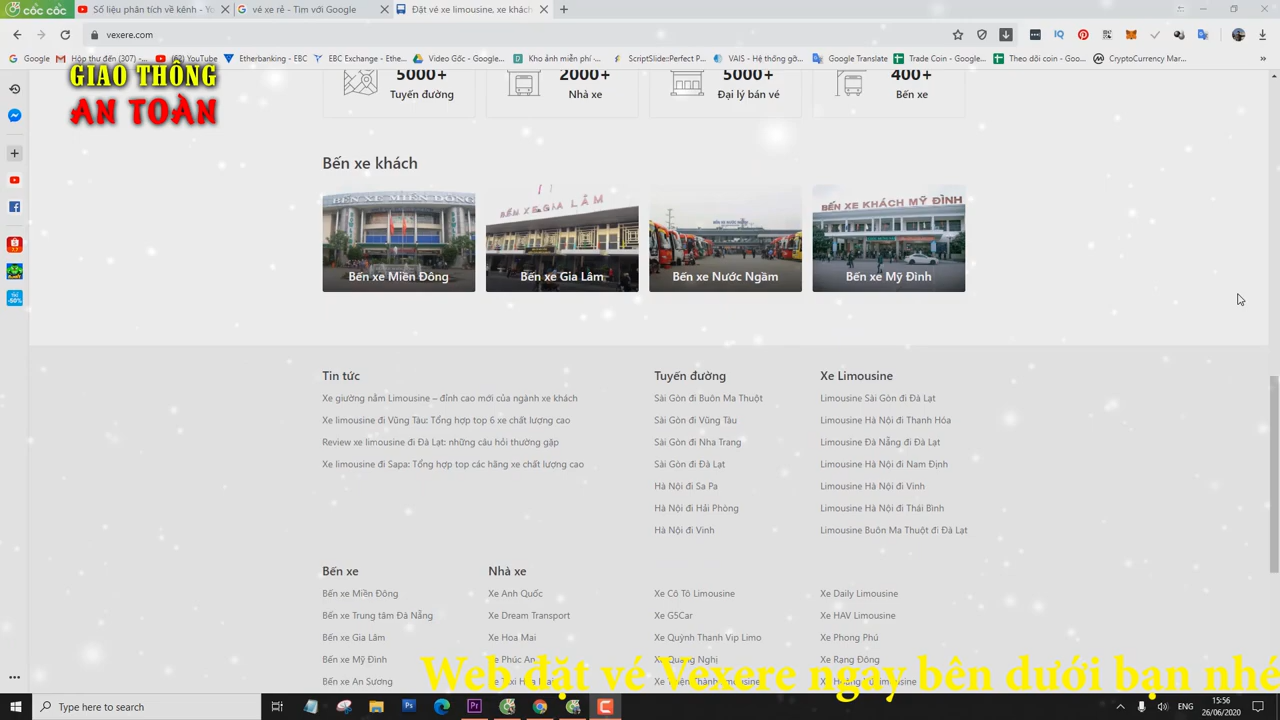 cốc cốc
Số liệu phân tích về kênh - Yo
vé xe rẻ - Tìm với Google
Đặt vé xe limousine, xe khách
vexere.com
Google
Hộp thư đến (307) -...
(62) YouTube
Etherbanking - EBC
EBC Exchange - Ethe...
Video Gốc - Google...
Kho ảnh miễn phí -...
ScriptSlide::Perfect P...
VAIS - Hệ thống gỡ...
Google Translate
Trade Coin - Google...
Theo dõi coin - Goo...
CryptoCurrency Mar...
GIAO THÔNG
AN TOÀN
5000+
2000+
5000+
400+
Tuyến đường
Nhà xe
Đại lý bán vé
Bến xe
Bến xe khách
BẾN XE MIỀN ĐÔNG
BẾN XE GIA LÂM
BẾN XE KHÁCH MỸ ĐÌNH
Bến xe Miền Đông
Bến xe Gia Lâm
Bến xe Nước Ngầm
Bến xe Mỹ Đình
Tin tức
Xe giường nằm Limousine – đỉnh cao mới của ngành xe khách
Xe limousine đi Vũng Tàu: Tổng hợp top 6 xe chất lượng cao
Review xe limousine đi Đà Lạt: những câu hỏi thường gặp
Xe limousine đi Sapa: Tổng hợp top các hãng xe chất lượng cao
Tuyến đường
Sài Gòn đi Buôn Ma Thuột
Sài Gòn đi Vũng Tàu
Sài Gòn đi Nha Trang
Sài Gòn đi Đà Lạt
Hà Nội đi Sa Pa
Hà Nội đi Hải Phòng
Hà Nội đi Vinh
Xe Limousine
Limousine Sài Gòn đi Đà Lạt
Limousine Hà Nội đi Thanh Hóa
Limousine Đà Nẵng đi Đà Lạt
Limousine Hà Nội đi Nam Định
Limousine Hà Nội đi Vinh
Limousine Hà Nội đi Thái Bình
Limousine Buôn Ma Thuột đi Đà Lạt
Bến xe
Bến xe Miền Đông
Bến xe Trung tâm Đà Nẵng
Bến xe Gia Lâm
Bến xe Mỹ Đình
Bến xe An Sương
Nhà xe
Xe Anh Quốc
Xe Dream Transport
Xe Hoa Mai
Xe Phúc An
Xe Cô Tô Limousine
Xe G5Car
Xe Quỳnh Thanh Vip Limo
Xe Quang Nghị
Xe Daily Limousine
Xe HAV Limousine
Xe Phong Phú
Xe Rạng Đông
Web đặt vé Vexere ngay bên dưới bạn nhé
Type here to search
ENG
15:56
26/06/2020